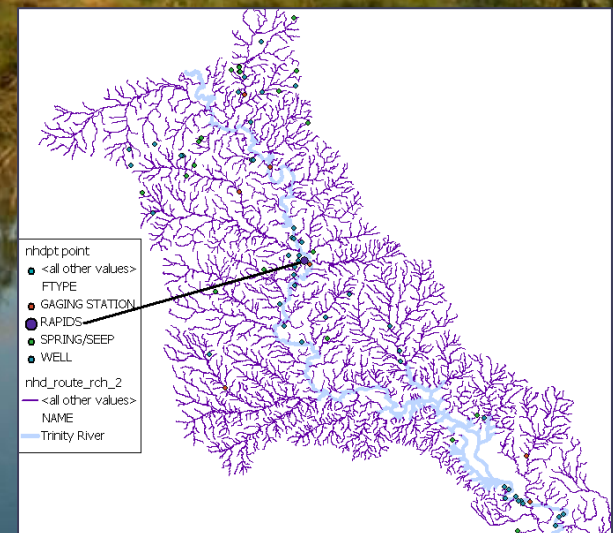 nhdpt point
<all other values>
FTYPE
GAGING STATION
RAPIDS
SPRING/SEEP
WELL
nhd_route_rch_2
<all other values>
NAME
Trinity River